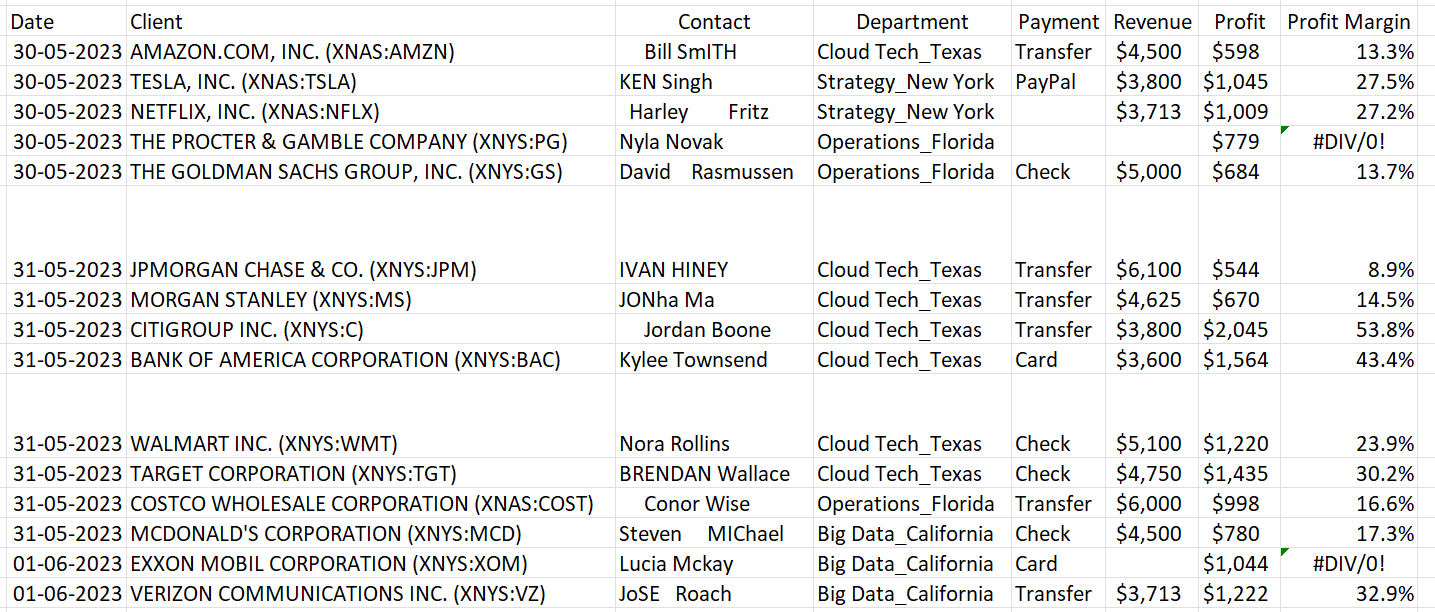 Date Client Contact Department Payment Revenue Profit Profit Margin
30-05-2023 AMAZON.COM, INC. (XNAS:AMZN) Bill SmITH Cloud Tech_Texas Transfer $4,500 $598 13.3%
30-05-2023 TESLA, INC. (XNAS:TSLA) KEN Singh Strategy_New York PayPal $3,800 $1,045 27.5%
30-05-2023 NETFLIX, INC. (XNAS:NFLX) Harley Fritz Strategy_New York $3,713 $1,009 27.2%
30-05-2023 THE PROCTER & GAMBLE COMPANY (XNYS:PG) Nyla Novak Operations_Florida $779 #DIV/0!
30-05-2023 THE GOLDMAN SACHS GROUP, INC. (XNYS:GS) David Rasmussen Operations_Florida Check $5,000 $684 13.7%
31-05-2023 JPMORGAN CHASE & CO. (XNYS:JPM) IVAN HINEY Cloud Tech_Texas Transfer $6,100 $544 8.9%
31-05-2023 MORGAN STANLEY (XNYS:MS) JONha Ma Cloud Tech_Texas Transfer $4,625 $670 14.5%
31-05-2023 CITIGROUP INC. (XNYS:C) Jordan Boone Cloud Tech_Texas Transfer $3,800 $2,045 53.8%
31-05-2023 BANK OF AMERICA CORPORATION (XNYS:BAC) Kylee Townsend Cloud Tech_Texas Card $3,600 $1,564 43.4%
31-05-2023 WALMART INC. (XNYS:WMT) Nora Rollins Cloud Tech_Texas Check $5,100 $1,220 23.9%
31-05-2023 TARGET CORPORATION (XNYS:TGT) BRENDAN Wallace Cloud Tech_Texas Check $4,750 $1,435 30.2%
31-05-2023 COSTCO WHOLESALE CORPORATION (XNAS:COST) Conor Wise Operations_Florida Transfer $6,000 $998 16.6%
31-05-2023 MCDONALD'S CORPORATION (XNYS:MCD) Steven MIChael Big Data_California Check $4,500 $780 17.3%
01-06-2023 EXXON MOBIL CORPORATION (XNYS:XOM) Lucia Mckay Big Data_California Card $1,044 #DIV/0!
01-06-2023 VERIZON COMMUNICATIONS INC. (XNYS:VZ) JoSE Roach Big Data_California Transfer $3,713 $1,222 32.9%